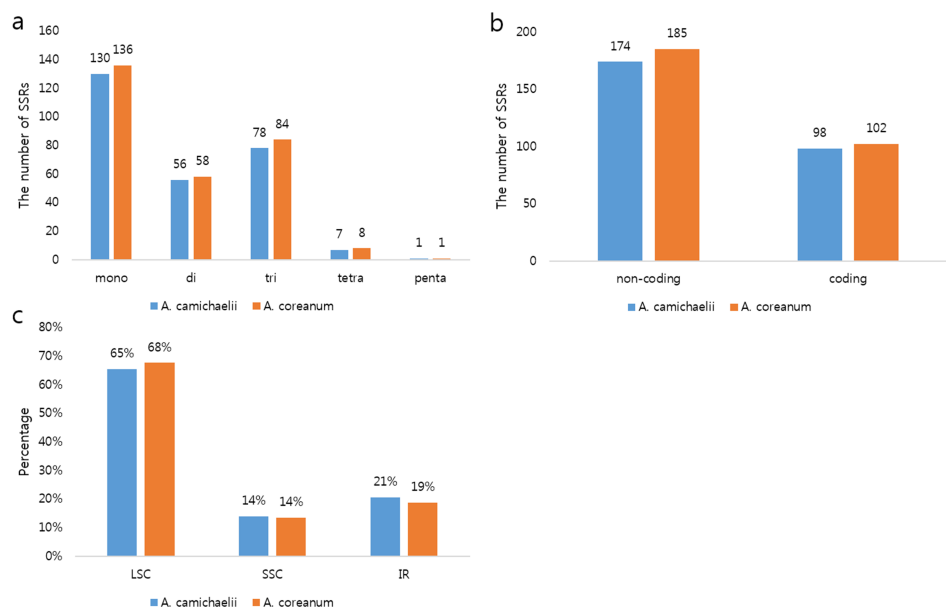 a
The number of SSRs
160
140
120
100
80
60
40
20
0
130 136
56 58
78 84
7 8
1 1
mono di tri tetra penta
A. camichaelii A. coreanum
b
The number of SSRs
200
150
100
50
0
174 185
98 102
non-coding coding
A. camichaelii A. coreanum
c
Percentage
80%
70%
60%
50%
40%
30%
20%
10%
0%
65% 68%
14% 14%
21% 19%
LSC SSC IR
A. camichaelii A. coreanum